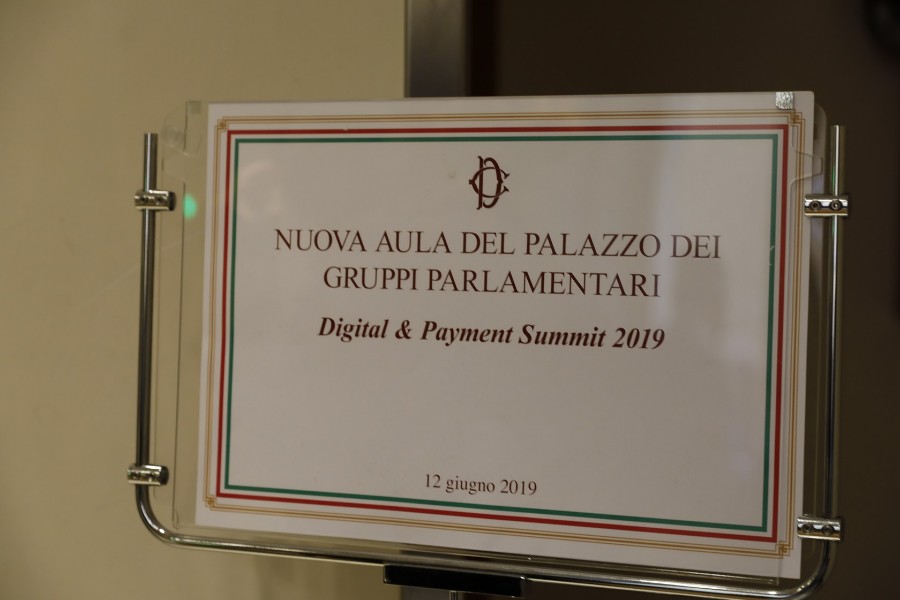 NUOVA AULA DEL PALAZZO DEI
GRUPPI PARLAMENTARI
Digital & Payment Summit 2019
12 giugno 2019